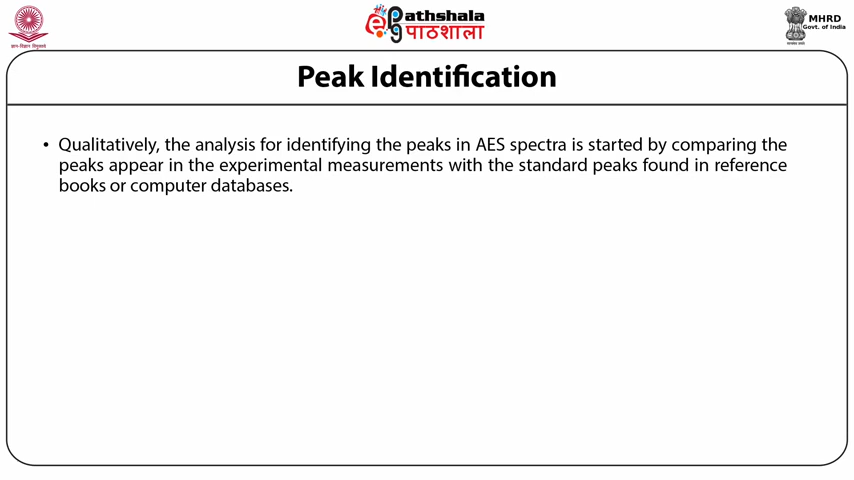 ज्ञान-विज्ञान विमुक्तये
ePathshala
पाठशाला
MHRD
Govt. of India
Peak Identification
• Qualitatively, the analysis for identifying the peaks in AES spectra is started by comparing the
peaks appear in the experimental measurements with the standard peaks found in reference
books or computer databases.